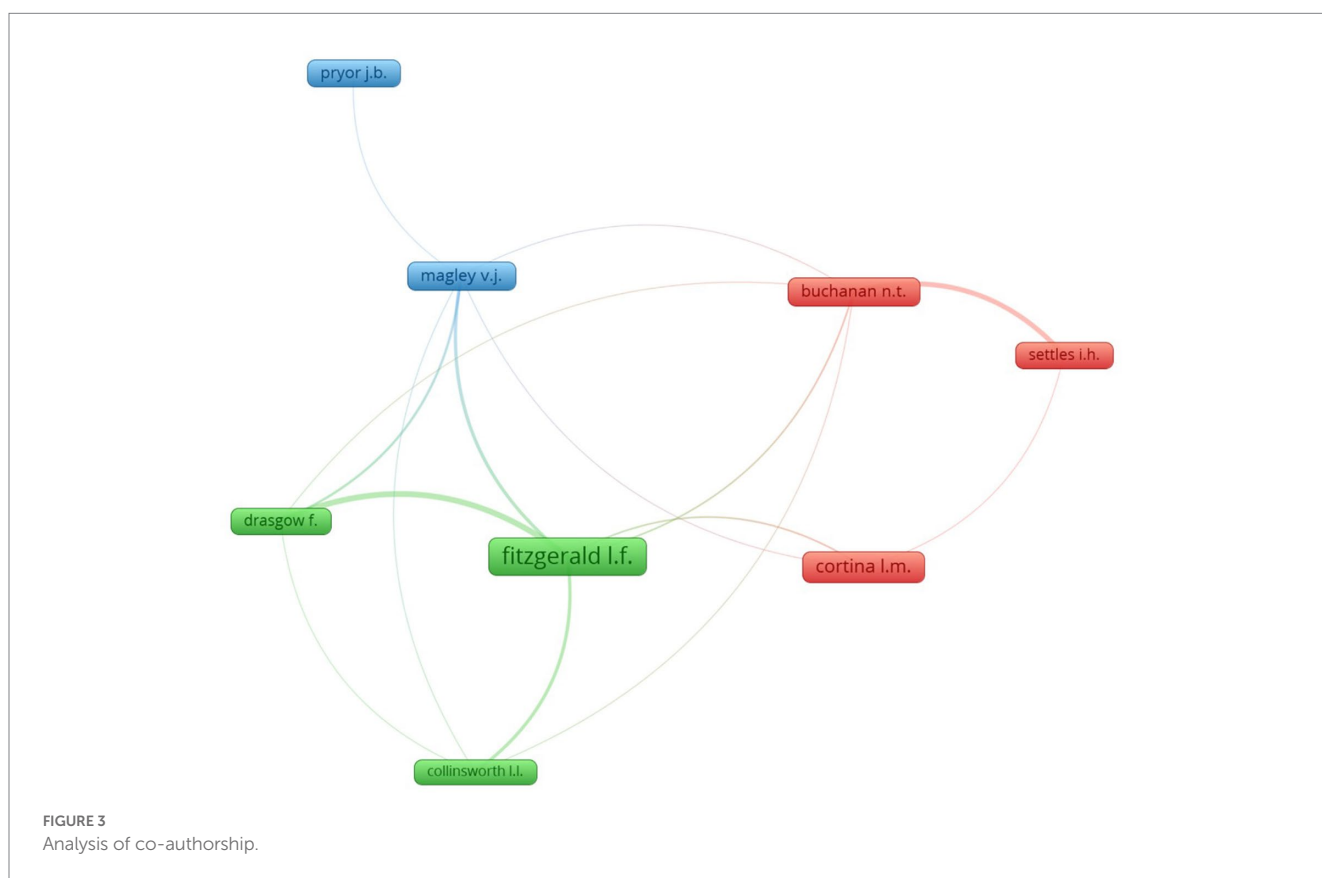 pryor j.b.
magley v.j.
buchanan n.t.
settles i.h.
drasgow f.
fitzgerald l.f.
cortina l.m.
collinsworth l.l.
FIGURE 3
Analysis of co-authorship.